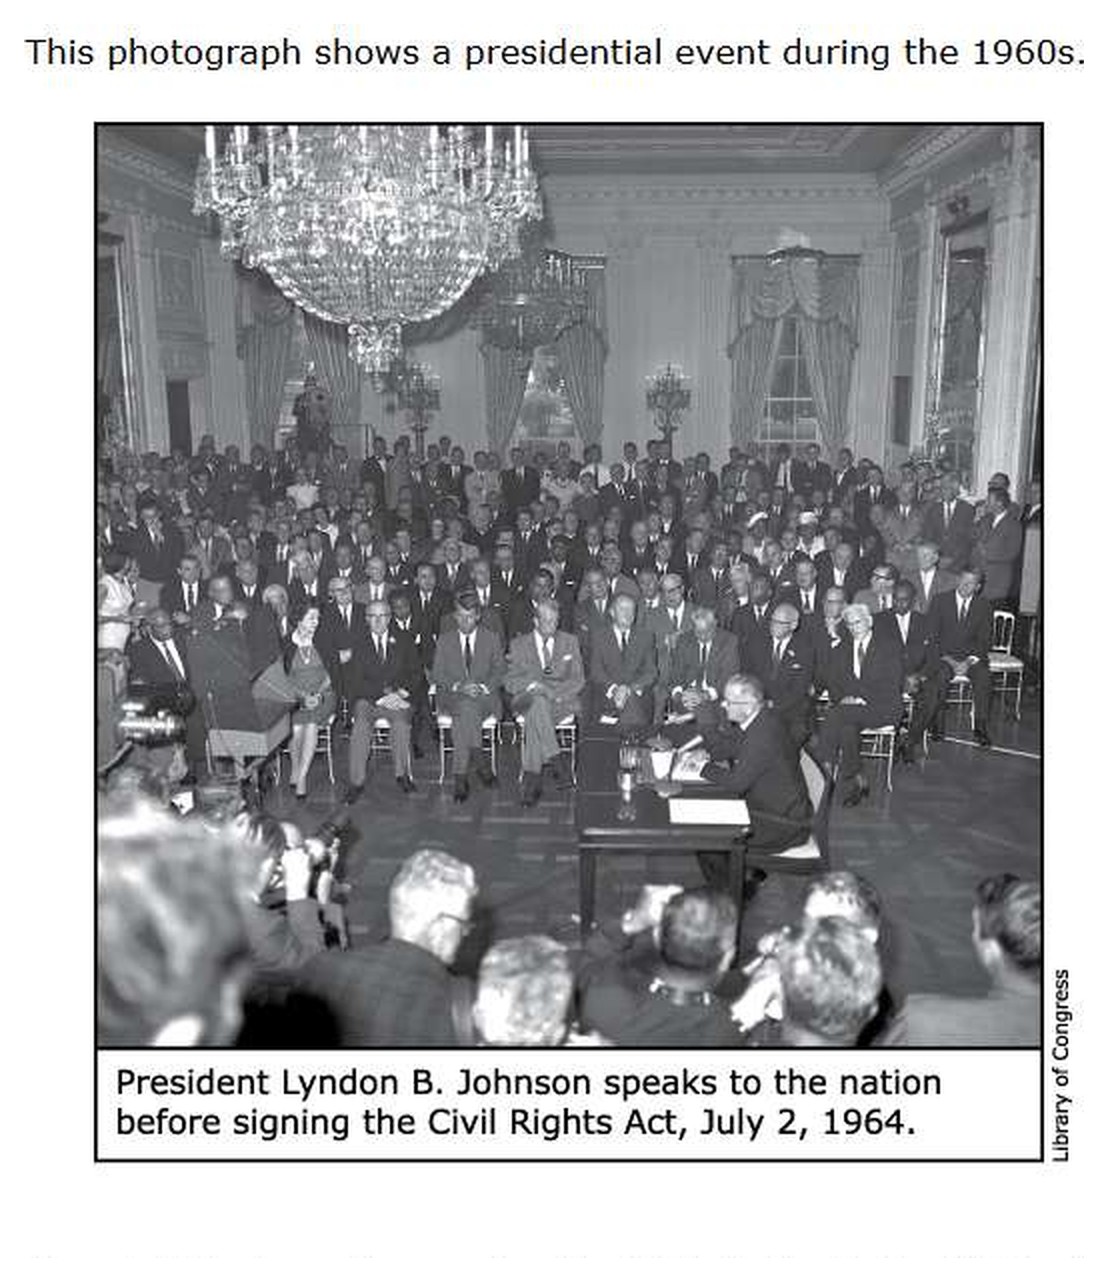 This photograph shows a presidential event during the 1960s.
President Lyndon B. Johnson speaks to the nation
before signing the Civil Rights Act, July 2, 1964.
Library of Congress